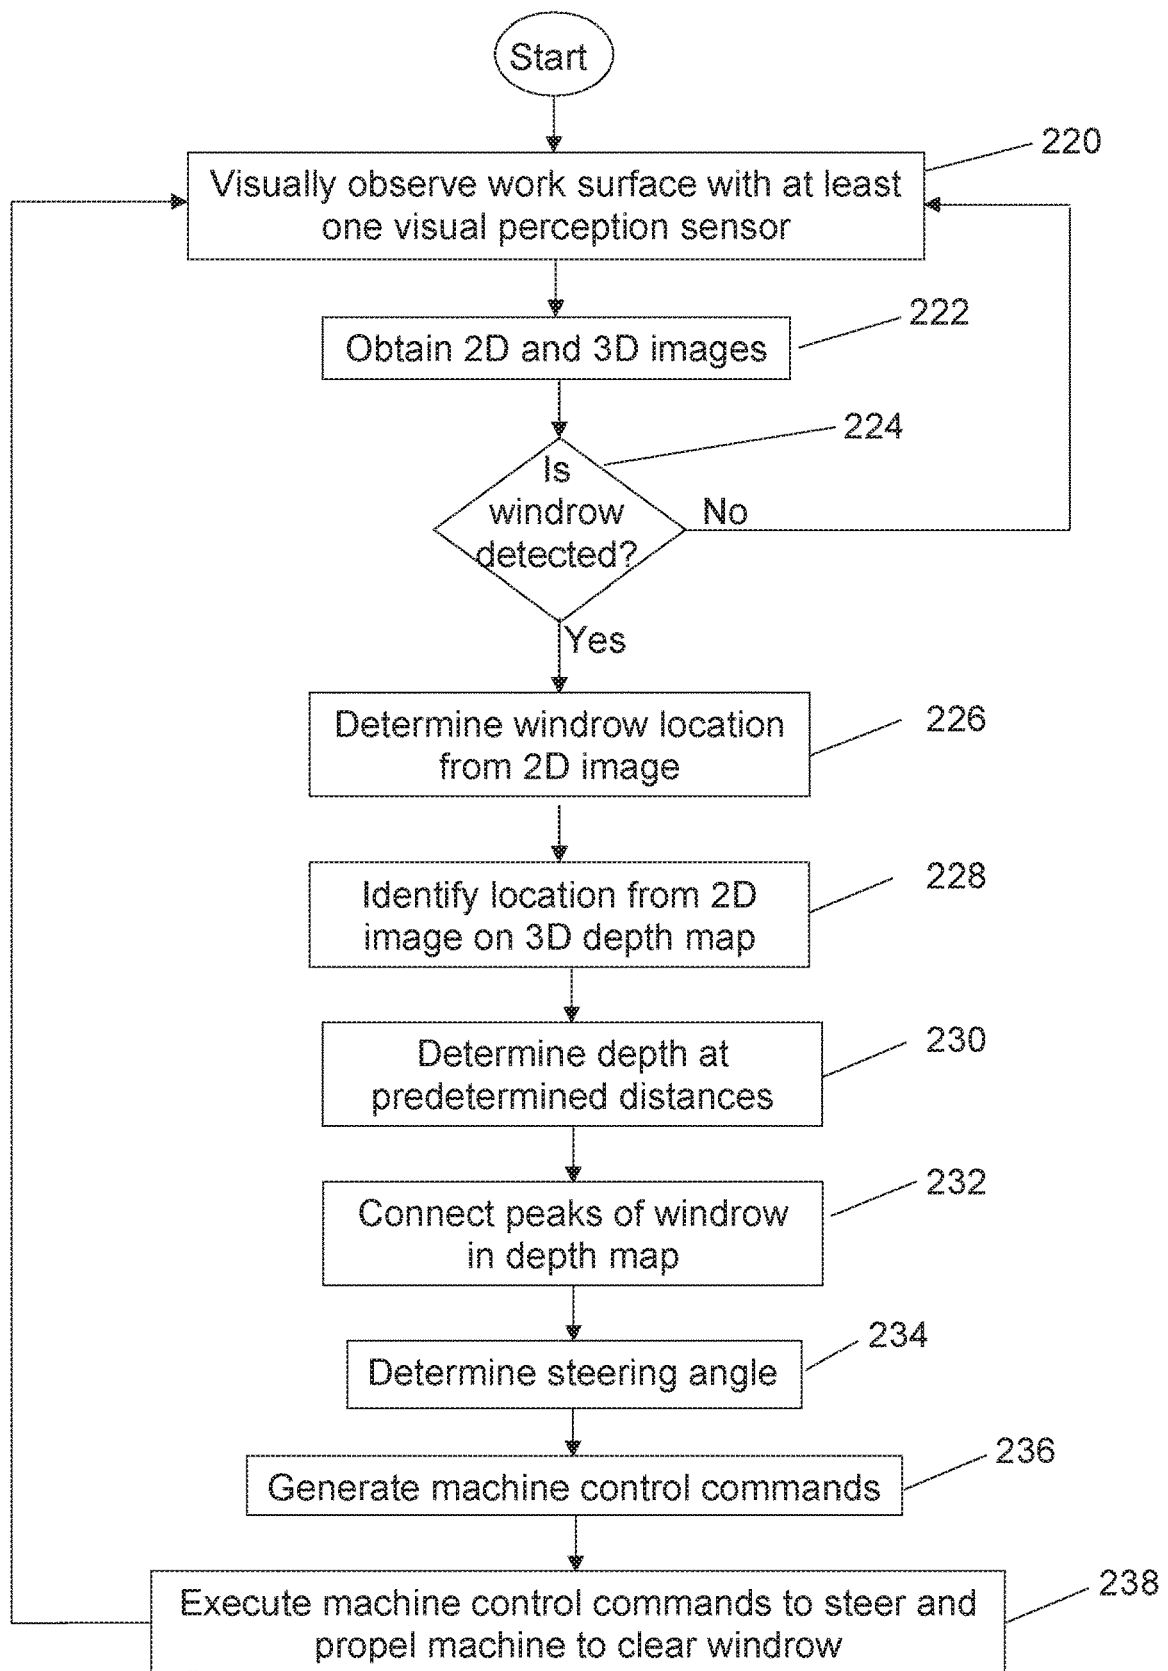 Start
220
Visually observe work surface with at least
one visual perception sensor
222
Obtain 2D and 3D images
224
Is
windrow
detected?
No
Yes
226
Determine windrow location
from 2D image
228
Identify location from 2D
image on 3D depth map
230
Determine depth at
predetermined distances
232
Connect peaks of windrow
in depth map
234
Determine steering angle
236
Generate machine control commands
238
Execute machine control commands to steer and
propel machine to clear windrow